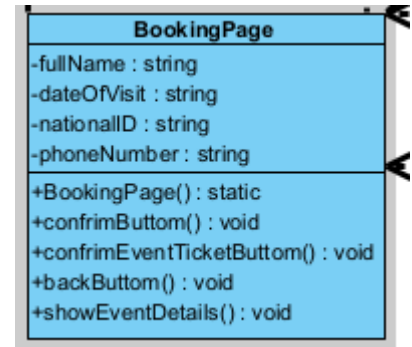 BookingPage
-fullName : string
-dateOfVisit : string
-nationalID : string
-phoneNumber : string
+BookingPage() : static
+confrimButtom() : void
+confrimEventTicketButtom() : void
+backButtom() : void
+showEventDetails() : void